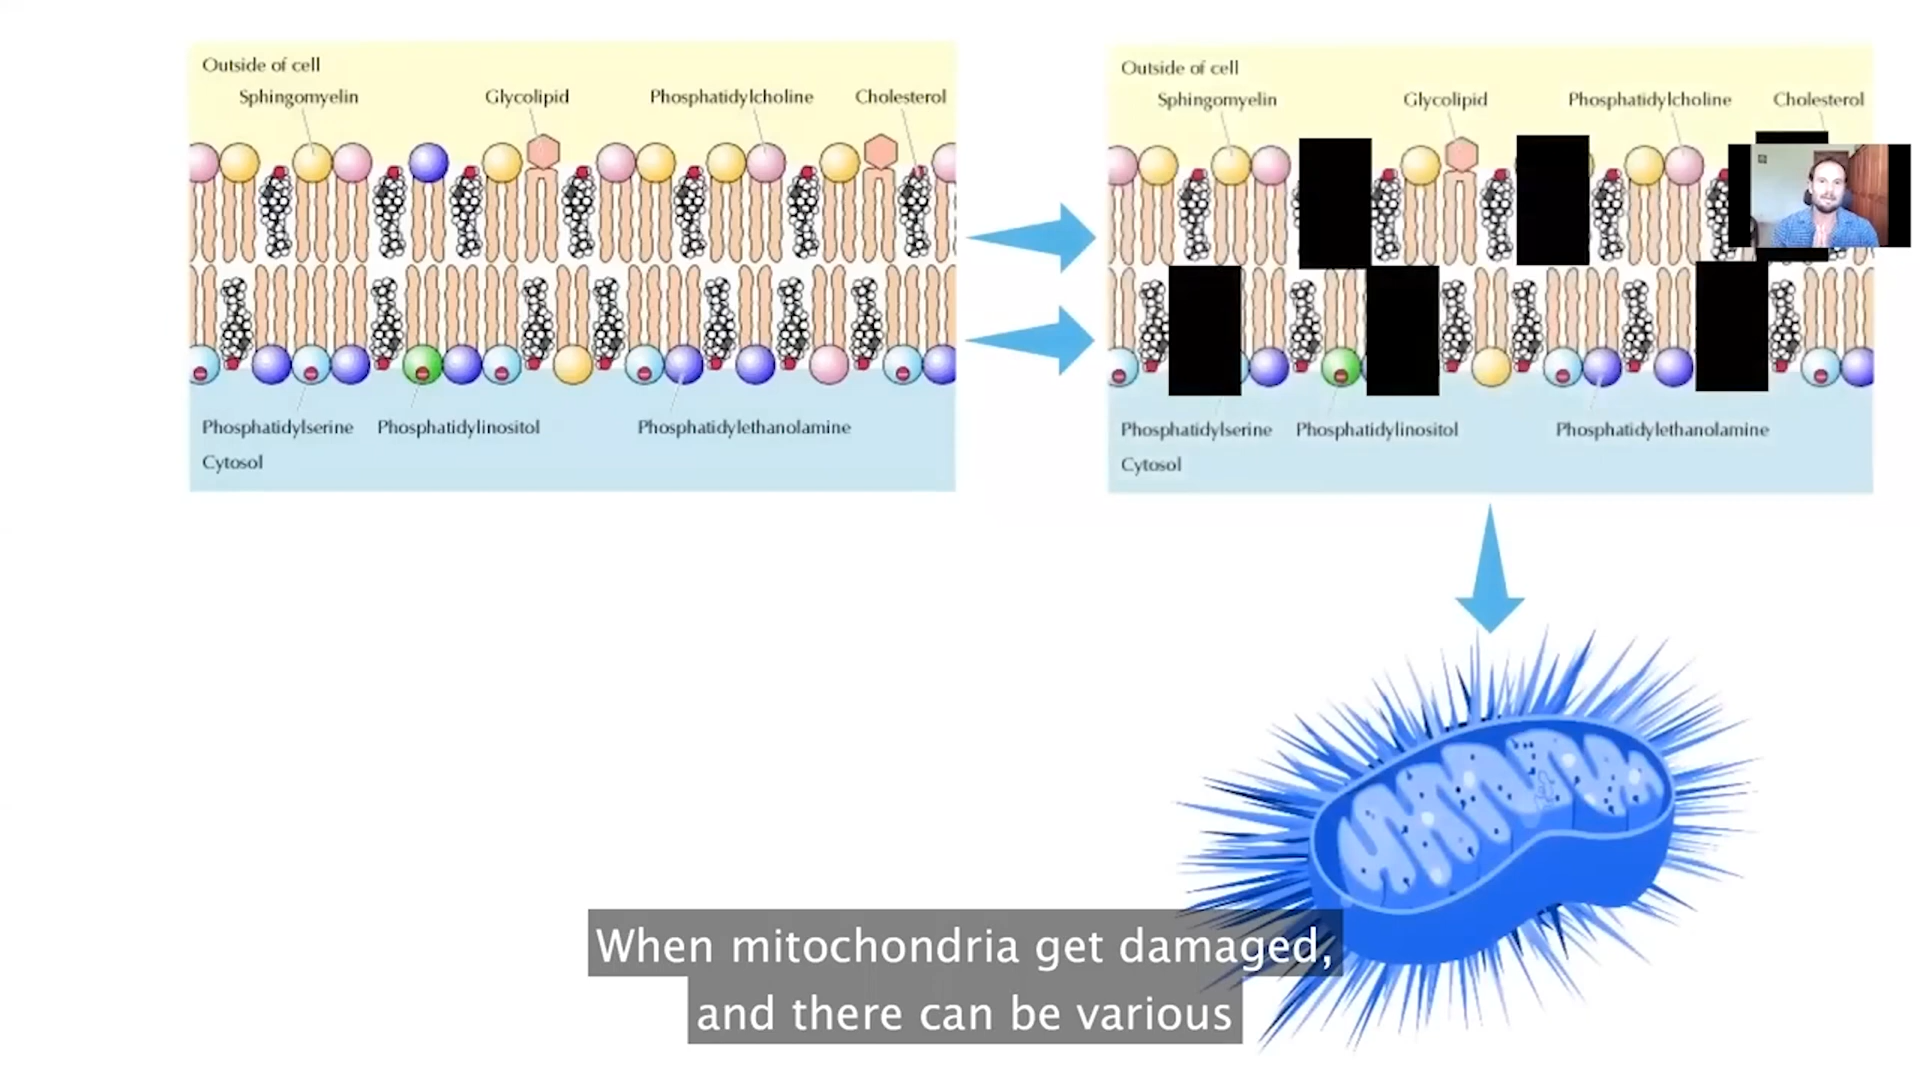 Outside of cell
Sphingomyelin Glycolipid Phosphatidylcholine Cholesterol
Phosphatidylserine Phosphatidylinositol Phosphatidylethanolamine
Cytosol
Outside of cell
Sphingomyelin Glycolipid Phosphatidylcholine Cholesterol
Phosphatidylserine Phosphatidylinositol Phosphatidylethanolamine
Cytosol
When mitochondria get damaged,
and there can be various